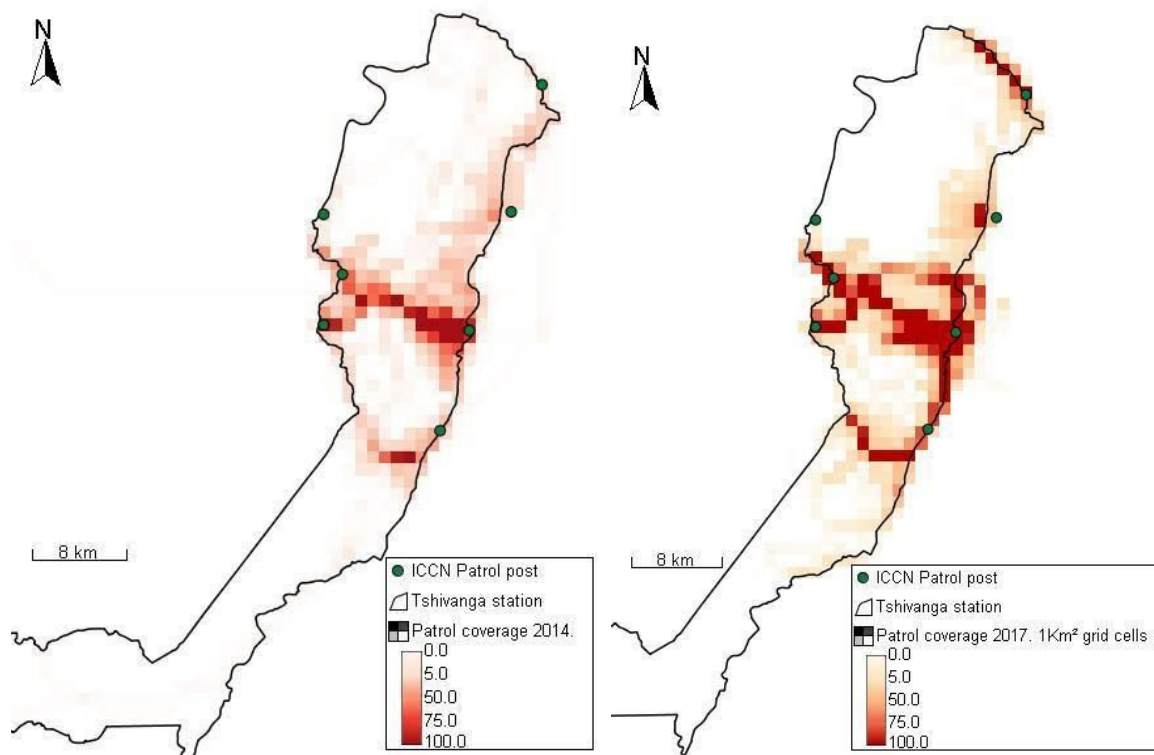 N
8 km
ICCN Patrol post
Tshivanga station
Patrol coverage 2014.
0.0
5.0
50.0
75.0
100.0
N
8 km
ICCN Patrol post
Tshivanga station
Patrol coverage 2017. 1Km² grid cells
0.0
5.0
50.0
75.0
100.0